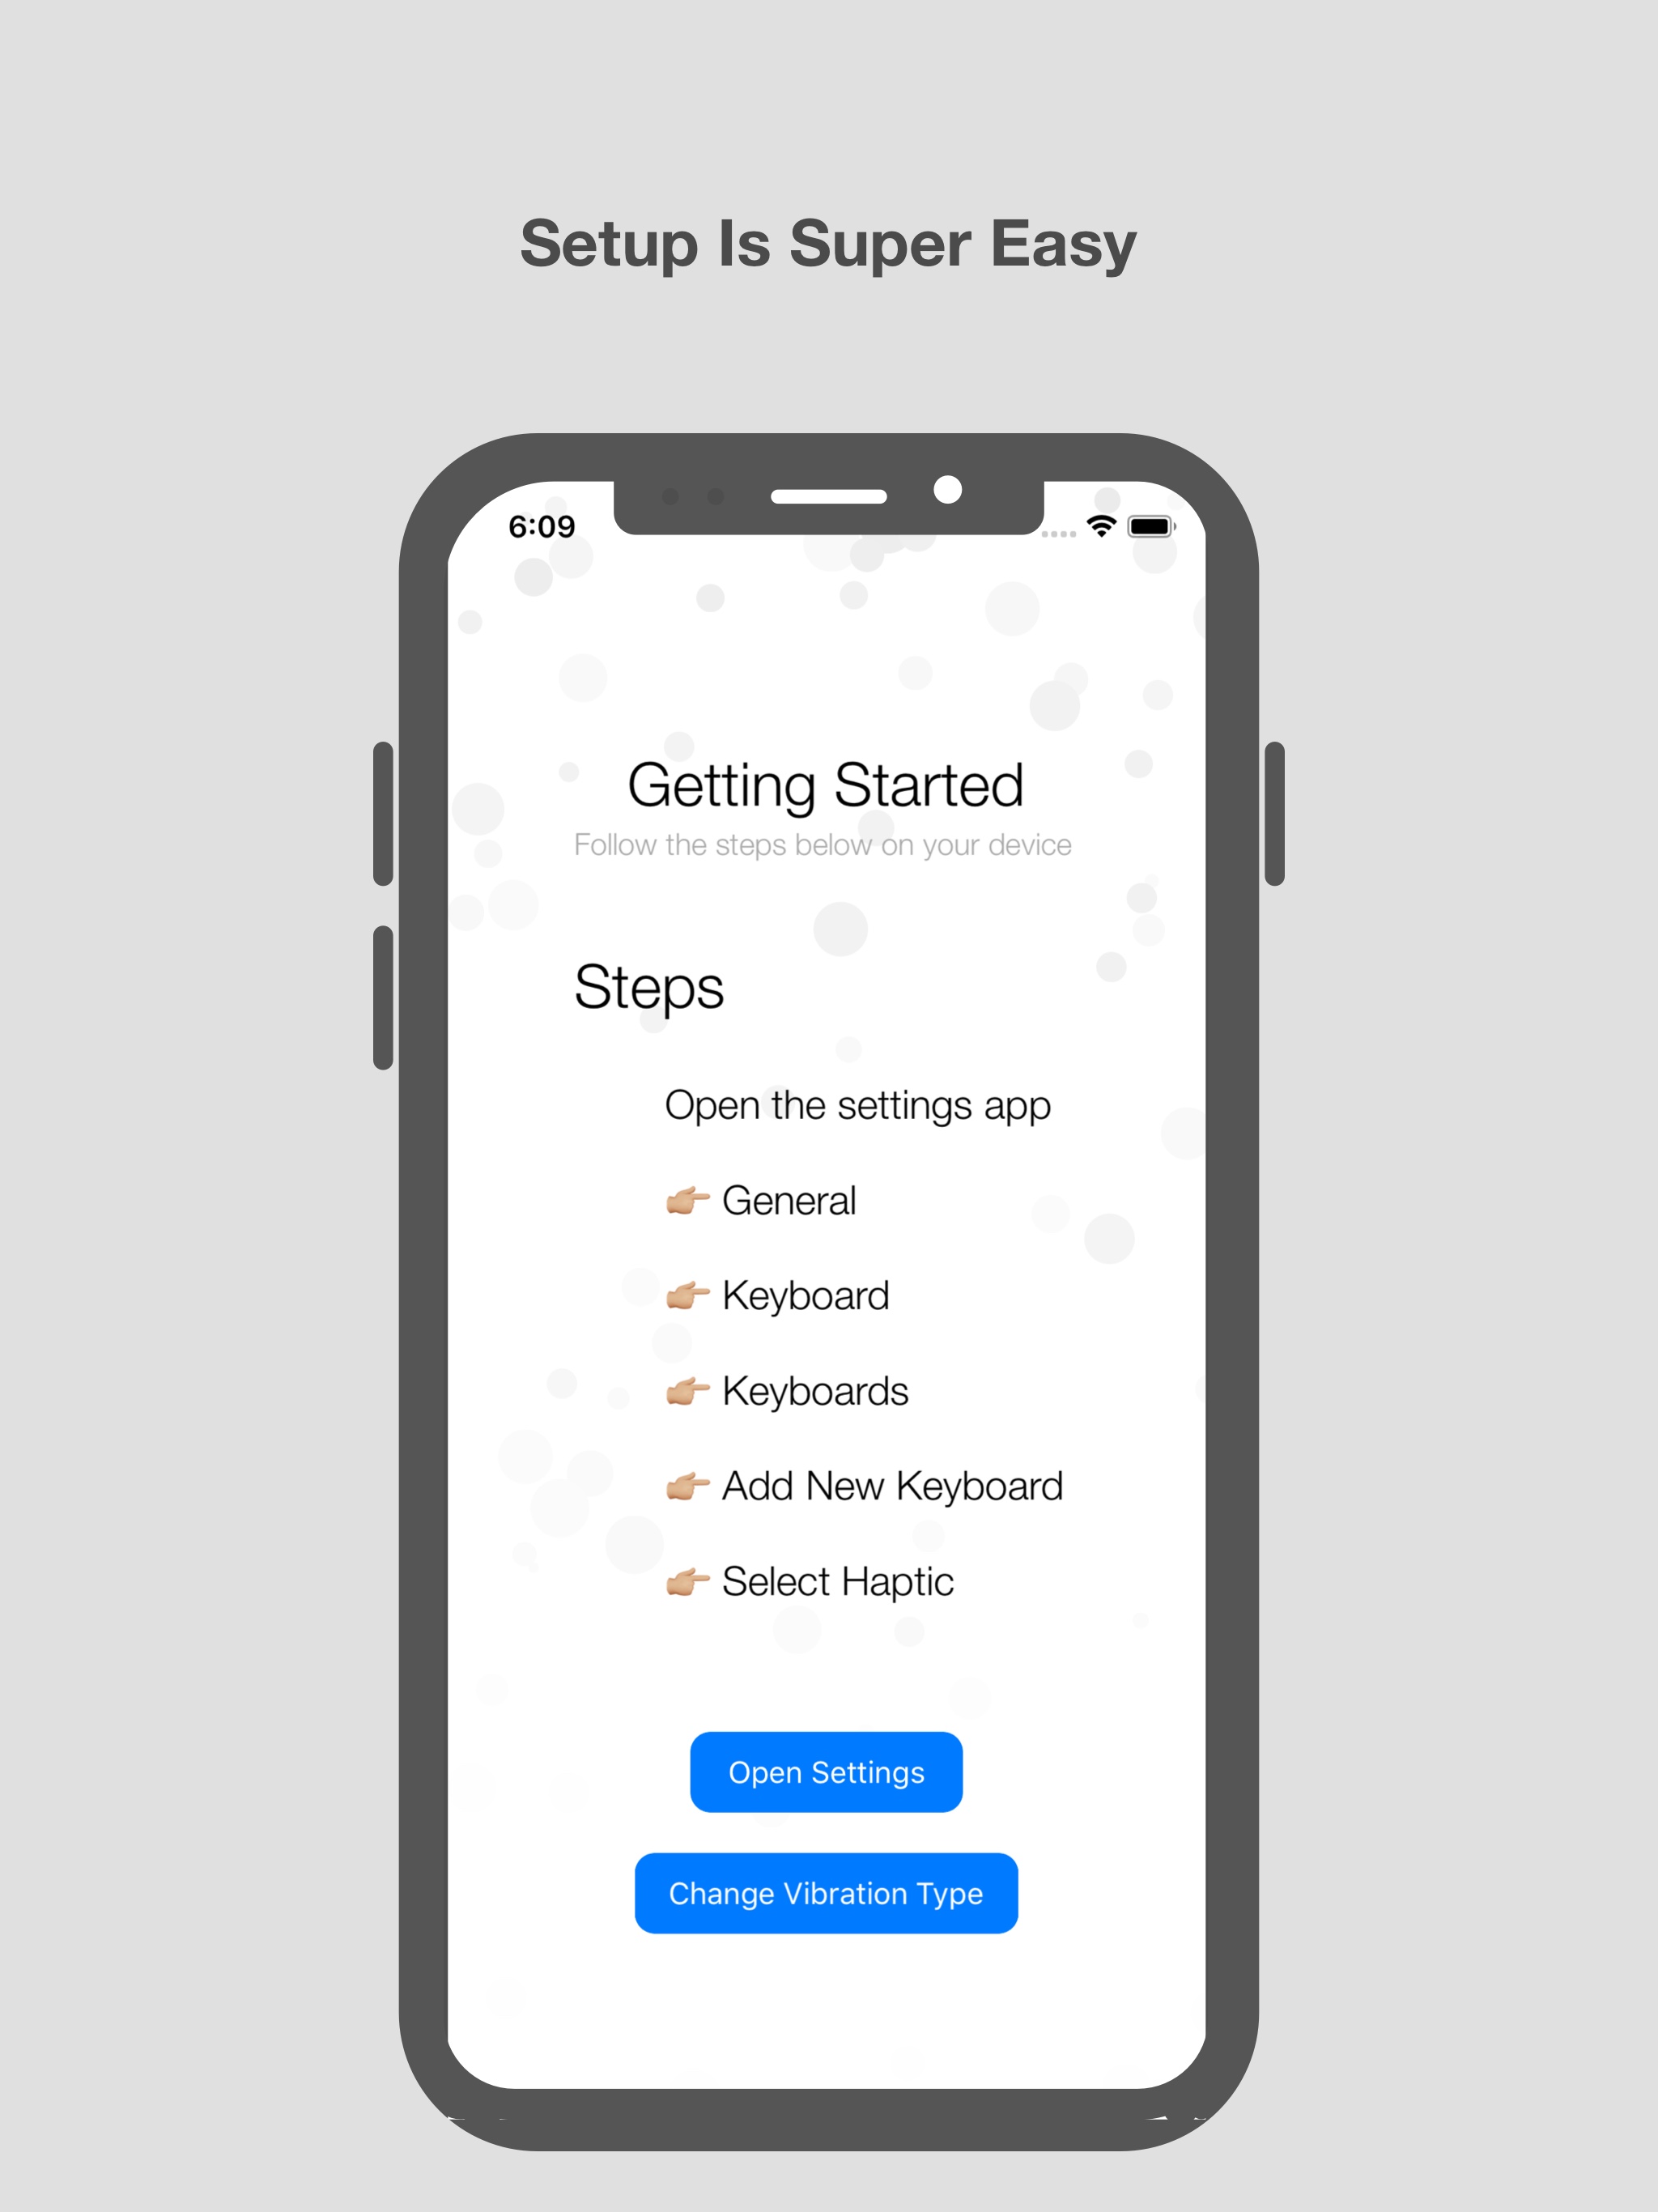 Setup Is Super Easy
6:09
Getting Started
Follow the steps below on your device
Steps
Open the settings app
👉🏼 General
👉🏼 Keyboard
👉🏼 Keyboards
👉🏼 Add New Keyboard
👉🏼 Select Haptic
Open Settings
Change Vibration Type